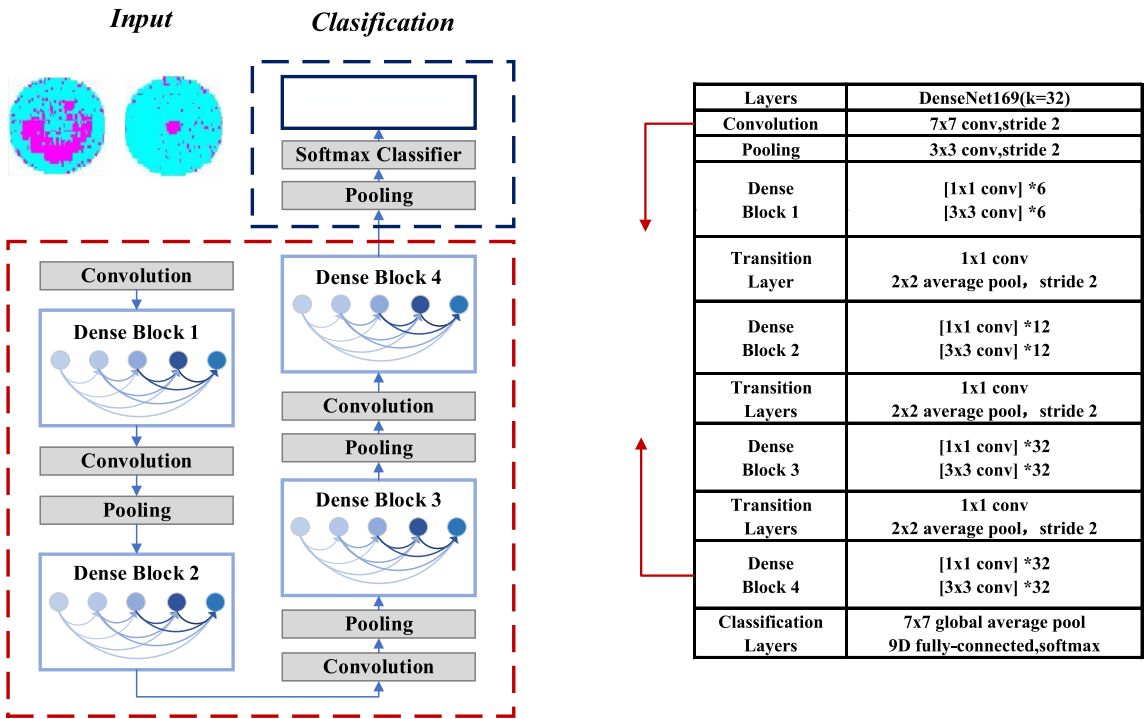 Input
Clasification
Softmax Classifier
Pooling
Convolution
Dense Block 1
Convolution
Pooling
Dense Block 2
Dense Block 4
Convolution
Pooling
Dense Block 3
Pooling
Convolution
Layers DenseNet169(k=32)
Convolution 7x7 conv,stride 2
Pooling 3x3 conv,stride 2
Dense [1x1 conv] *6
Block 1 [3x3 conv] *6
Transition 1x1 conv
Layer 2x2 average pool，stride 2
Dense [1x1 conv] *12
Block 2 [3x3 conv] *12
Transition 1x1 conv
Layers 2x2 average pool，stride 2
Dense [1x1 conv] *32
Block 3 [3x3 conv] *32
Transition 1x1 conv
Layers 2x2 average pool，stride 2
Dense [1x1 conv] *32
Block 4 [3x3 conv] *32
Classification 7x7 global average pool
Layers 9D fully-connected,softmax